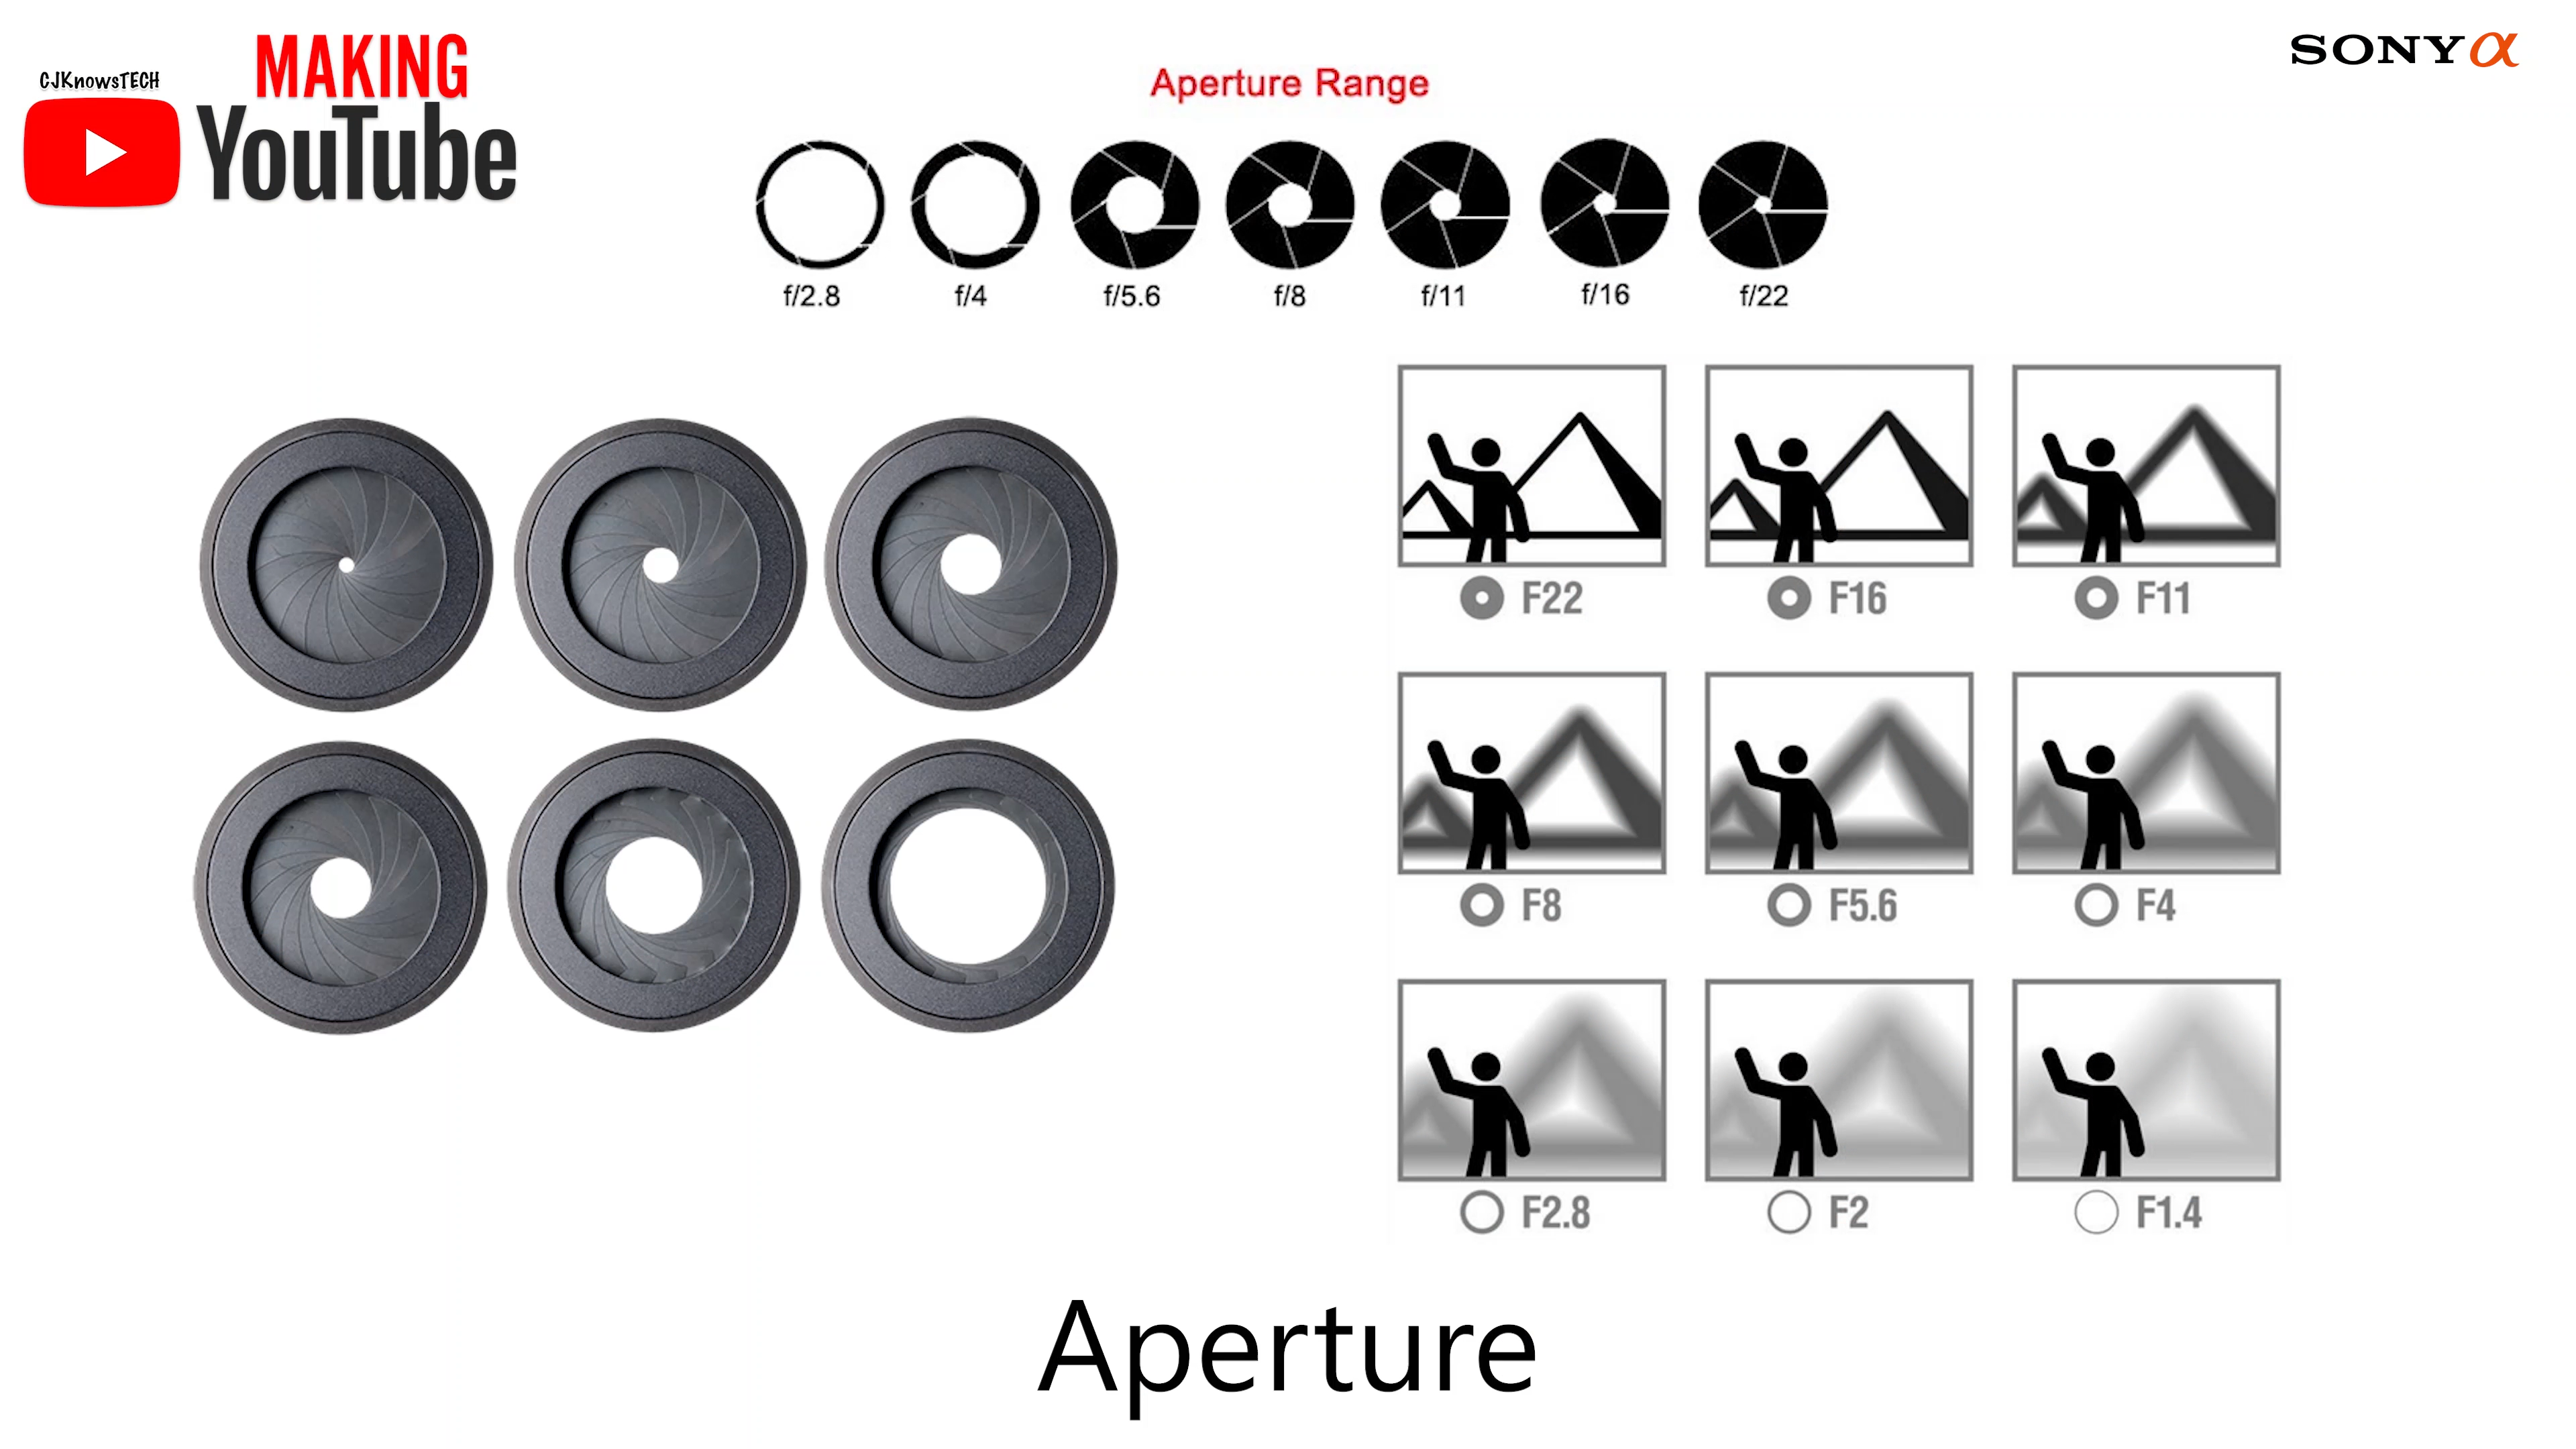 CJKnowsTECH
MAKING
YouTube
SONYα
Aperture Range
f/2.8 f/4 f/5.6 f/8 f/11 f/16 f/22
F22 F16 F11
F8 F5.6 F4
F2.8 F2 F1.4
Aperture